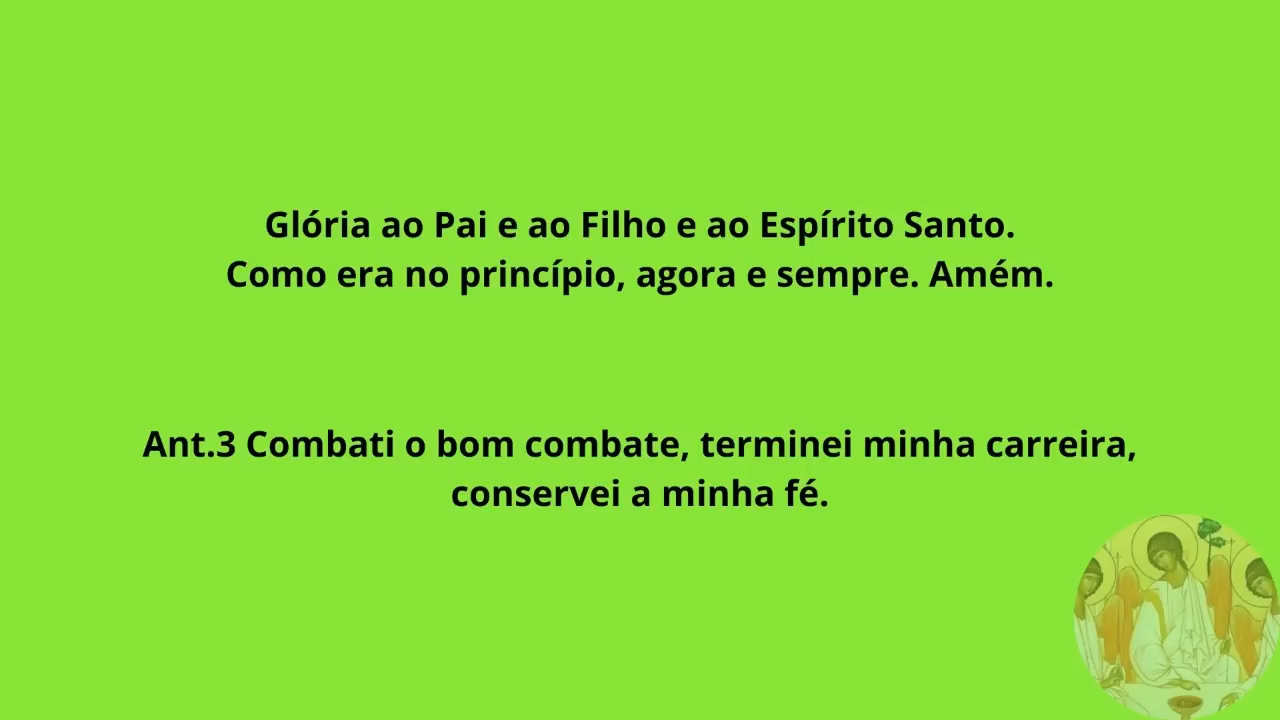 Glória ao Pai e ao Filho e ao Espírito Santo.
Como era no princípio, agora e sempre. Amém.
Ant.3 Combati o bom combate, terminei minha carreira,
conservei a minha fé.